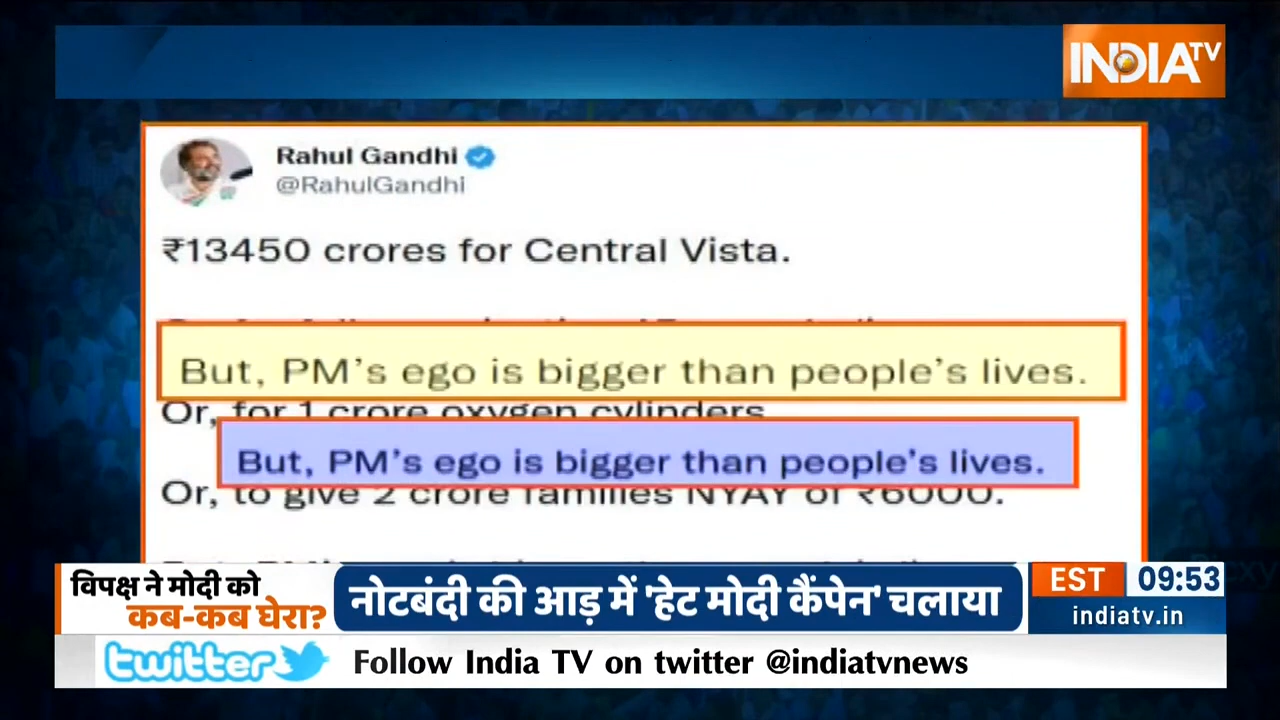 INDIA TV
Rahul Gandhi
@RahulGandhi
₹13450 crores for Central Vista.
But, PM's ego is bigger than people's lives.
Or, for 1 crore oxygen cylinders
But, PM's ego is bigger than people's lives.
Or, to give 2 crore families NYAY of ₹6000.
विपक्ष ने मोदी को
कब-कब घेरा?
नोटबंदी की आड़ में 'हेट मोदी कैंपेन' चलाया
EST 09:53
indiatv.in
twitter Follow India TV on twitter @indiatvnews